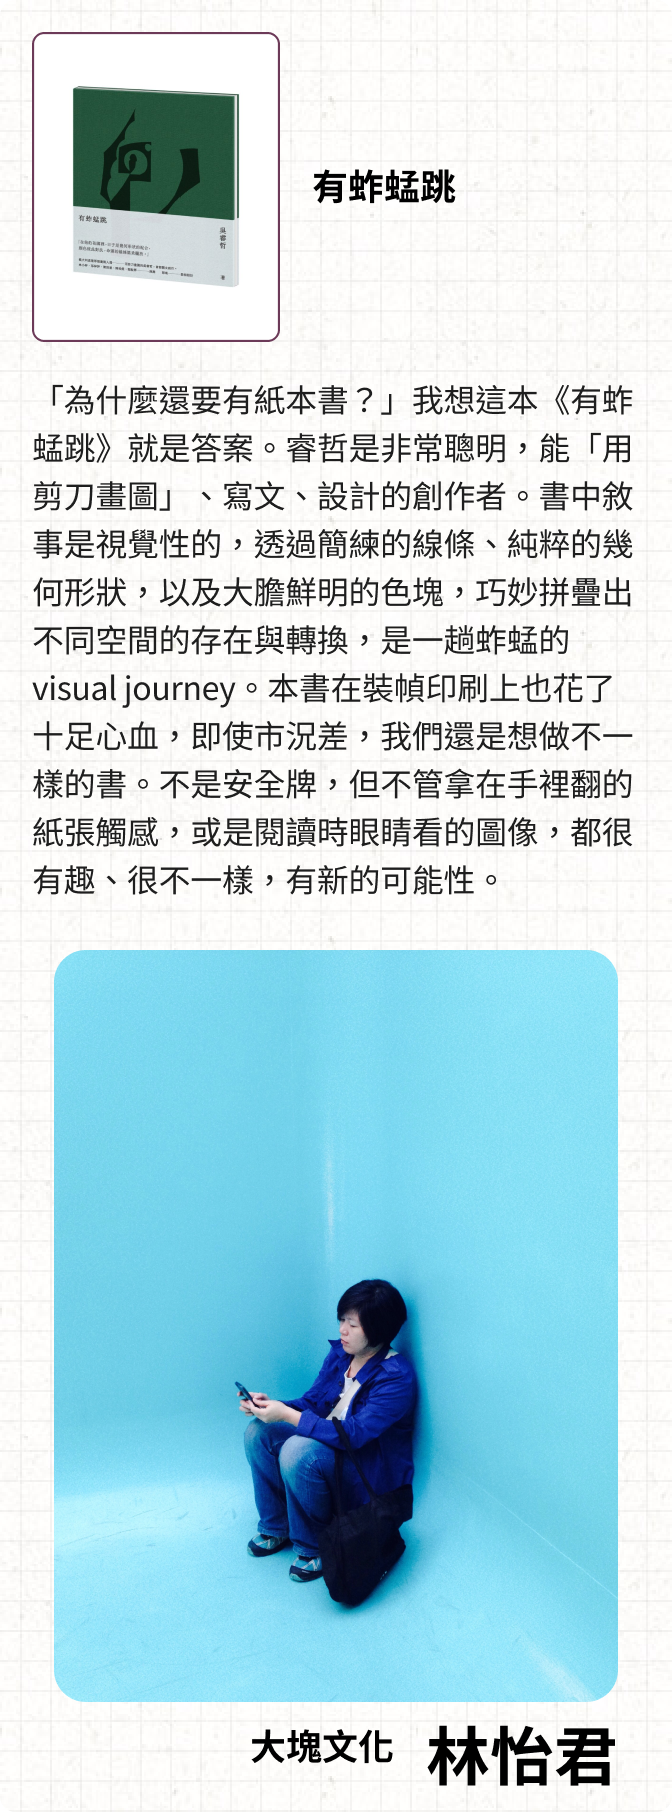 有蚱蜢跳
吳睿哲
著
有蚱蜢跳
「為什麼還要有紙本書？」我想這本《有蚱
蜢跳》就是答案。睿哲是非常聰明，能「用
剪刀畫圖」、寫文、設計的創作者。書中敘
事是視覺性的，透過簡練的線條、純粹的幾
何形狀，以及大膽鮮明的色塊，巧妙拼疊出
不同空間的存在與轉換，是一趟蚱蜢的
visual journey。本書在裝幀印刷上也花了
十足心血，即使市況差，我們還是想做不一
樣的書。不是安全牌，但不管拿在手裡翻的
紙張觸感，或是閱讀時眼睛看的圖像，都很
有趣、很不一樣，有新的可能性。
大塊文化 林怡君